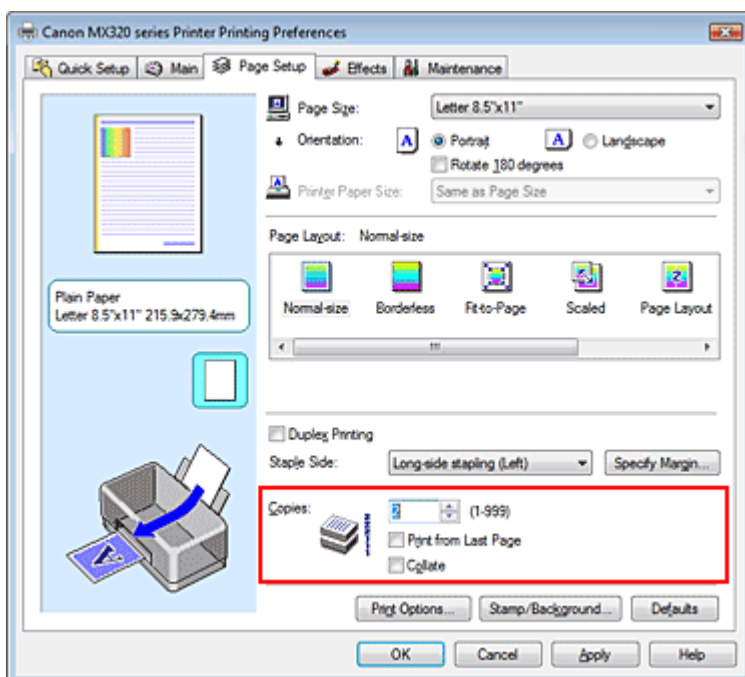 Canon MX320 series Printer Printing Preferences
Quick Setup Main Page Setup Effects Maintenance
Page Size: Letter 8.5"x11"
Orientation: A Portrait A Landscape
Rotate 180 degrees
Printer Paper Size: Same as Page Size
Page Layout: Normal-size
Normal-size Borderless Fit-to-Page Scaled Page Layout
Plain Paper
Letter 8.5"x11" 215.9x279.4mm
Duplex Printing
Staple Side: Long-side stapling (Left) Specify Margin...
Copies: 2 (1-999)
Print from Last Page
Collate
Print Options... Stamp/Background... Defaults
OK Cancel Apply Help